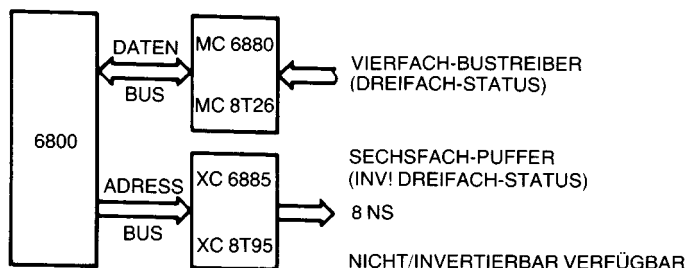 6800
DATEN
BUS
MC 6880
MC 8T26
VIERFACH-BUSTREIBER
(DREIFACH-STATUS)
ADRESS
BUS
XC 6885
XC 8T95
SECHSFACH-PUFFER
(INV! DREIFACH-STATUS)
8 NS
NICHT/INVERTIERBAR VERFÜGBAR